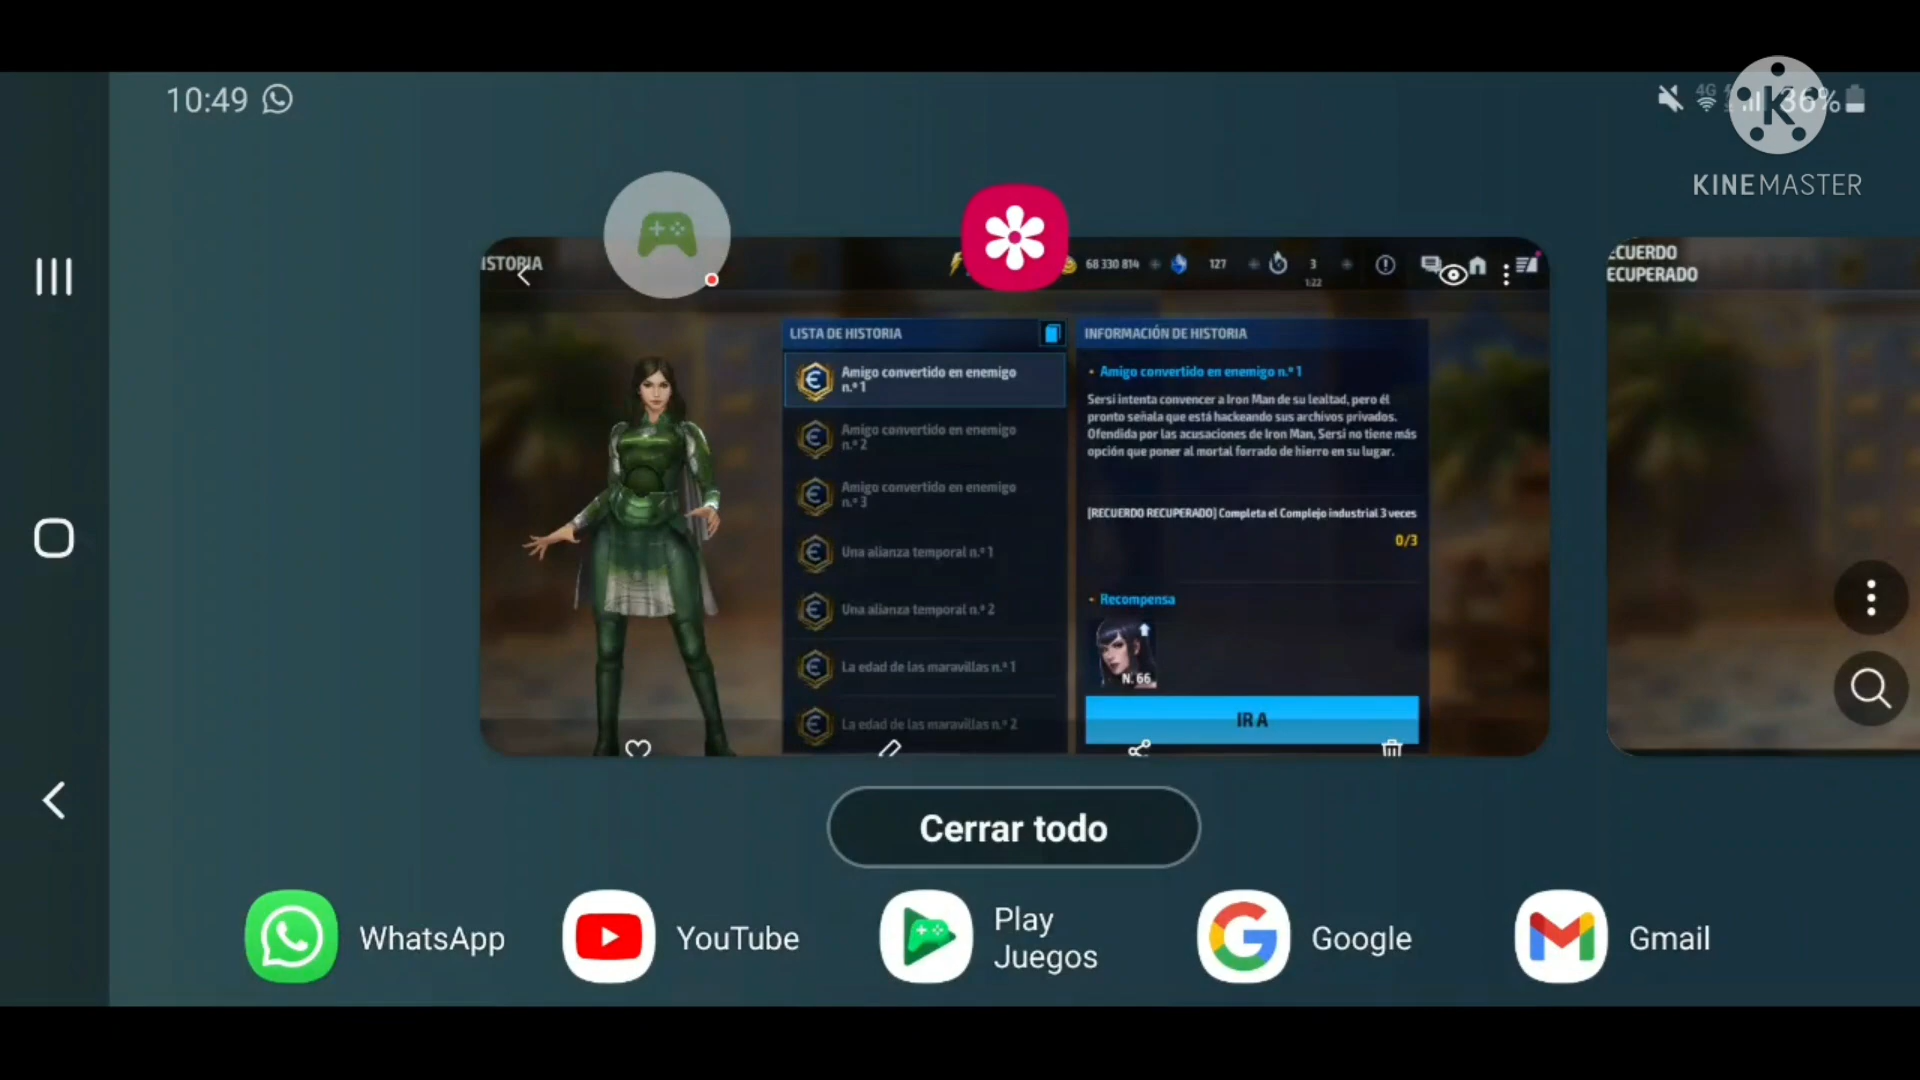 10:49
4G
36%
KINEMASTER
ISTORIA
68 330 814
127
3
1:22
LISTA DE HISTORIA
Amigo convertido en enemigo
n.º 1
Amigo convertido en enemigo
n.º 2
Amigo convertido en enemigo
n.º 3
Una alianza temporal n.º 1
Una alianza temporal n.º 2
La edad de las maravillas n.º 1
La edad de las maravillas n.º 2
INFORMACIÓN DE HISTORIA
Amigo convertido en enemigo n.º 1
Sersi intenta convencer a Iron Man de su lealtad, pero él
pronto señala que está hackeando sus archivos privados.
Ofendida por las acusaciones de Iron Man, Sersi no tiene más
opción que poner al mortal forrado de hierro en su lugar.
[RECUERDO RECUPERADO] Completa el Complejo industrial 3 veces
0/3
Recompensa
N. 66
IR A
ECUERDO
ECUPERADO
Cerrar todo
WhatsApp
YouTube
Play
Juegos
Google
Gmail